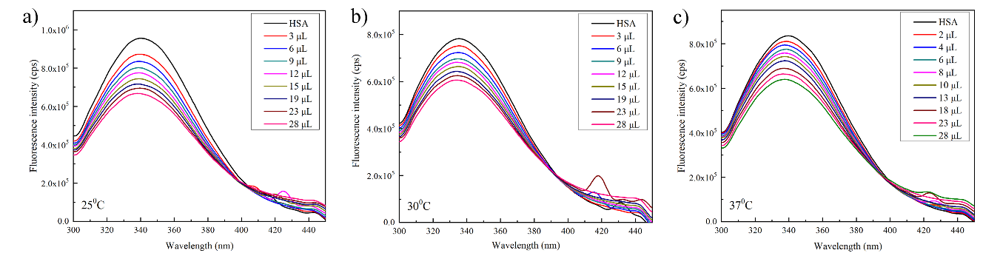 a)
Fluorescence intensity (cps)
1.0x10⁶
8.0x10⁵
6.0x10⁵
4.0x10⁵
2.0x10⁵
0.0
300 320 340 360 380 400 420 440
Wavelength (nm)
25⁰C
HSA
3 μL
6 μL
9 μL
12 μL
15 μL
19 μL
23 μL
28 μL
b)
Fluorescence intensity (cps)
8.0x10⁵
6.0x10⁵
4.0x10⁵
2.0x10⁵
0.0
300 320 340 360 380 400 420 440
Wavelength (nm)
30⁰C
HSA
3 μL
6 μL
9 μL
12 μL
15 μL
19 μL
23 μL
28 μL
c)
Fluorescence intensity (cps)
8.0x10⁵
6.0x10⁵
4.0x10⁵
2.0x10⁵
0.0
300 320 340 360 380 400 420 440
Wavelength (nm)
37⁰C
HSA
2 μL
4 μL
6 μL
8 μL
10 μL
13 μL
18 μL
23 μL
28 μL